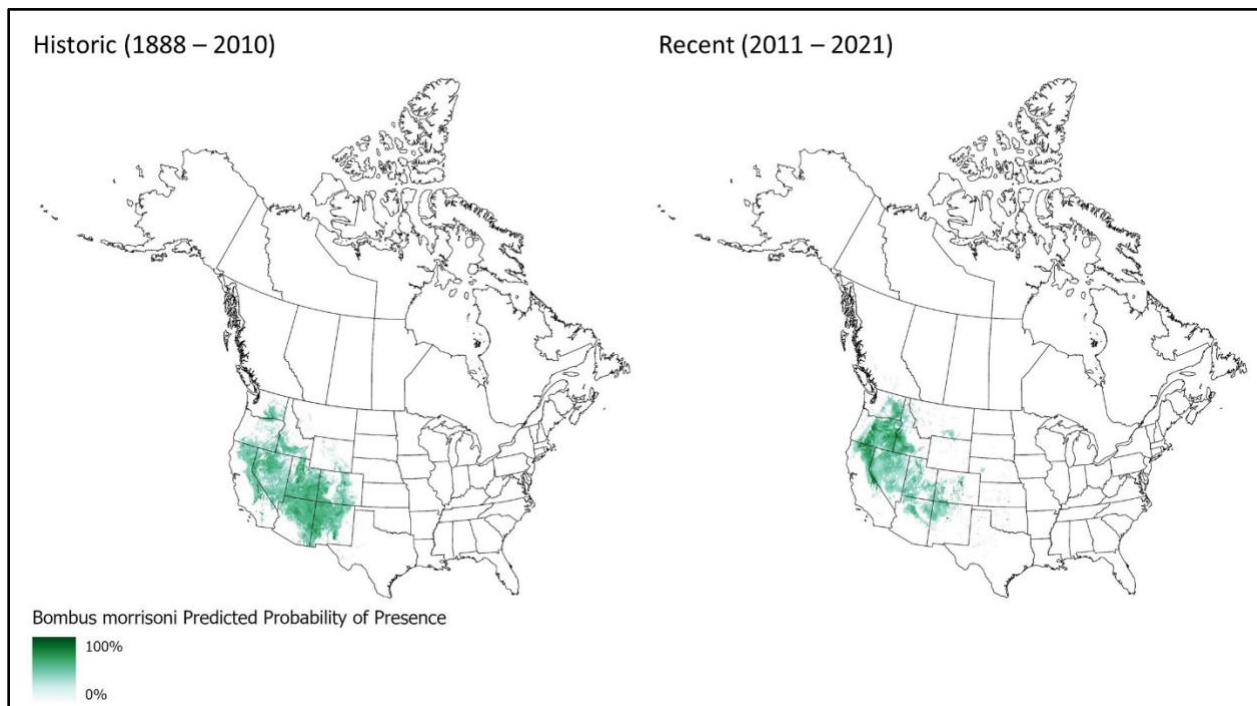 Historic (1888 – 2010)
Recent (2011 – 2021)
Bombus morrisoni Predicted Probability of Presence
100%
0%